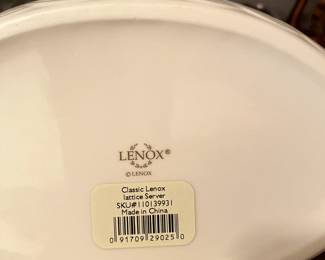 LENOX®
© LENOX
Classic Lenox
lattice Server
SKU#110139931
Made in China
0 91709 29025 0